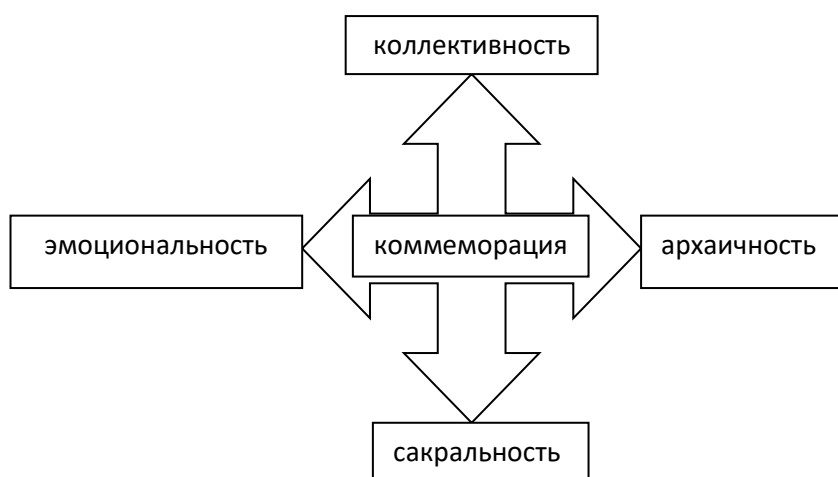 коллективность
эмоциональность
коммеморация
архаичность
сакральность